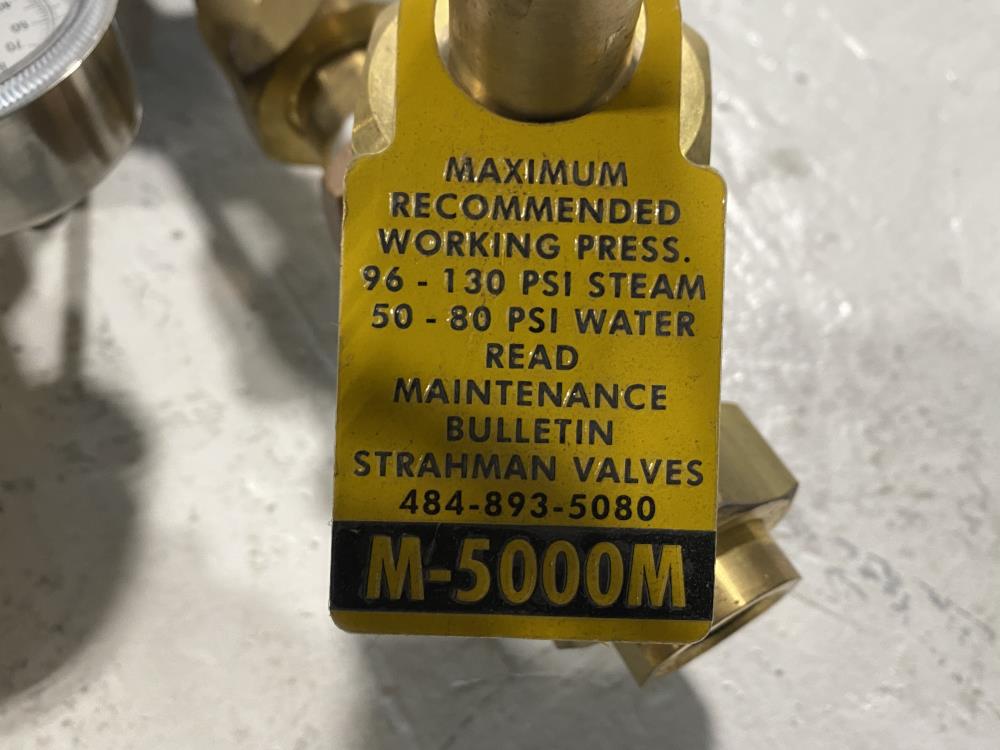 MAXIMUM
RECOMMENDED
WORKING PRESS.
96 - 130 PSI STEAM
50 - 80 PSI WATER
READ
MAINTENANCE
BULLETIN
STRAHMAN VALVES
484-893-5080
M-5000M